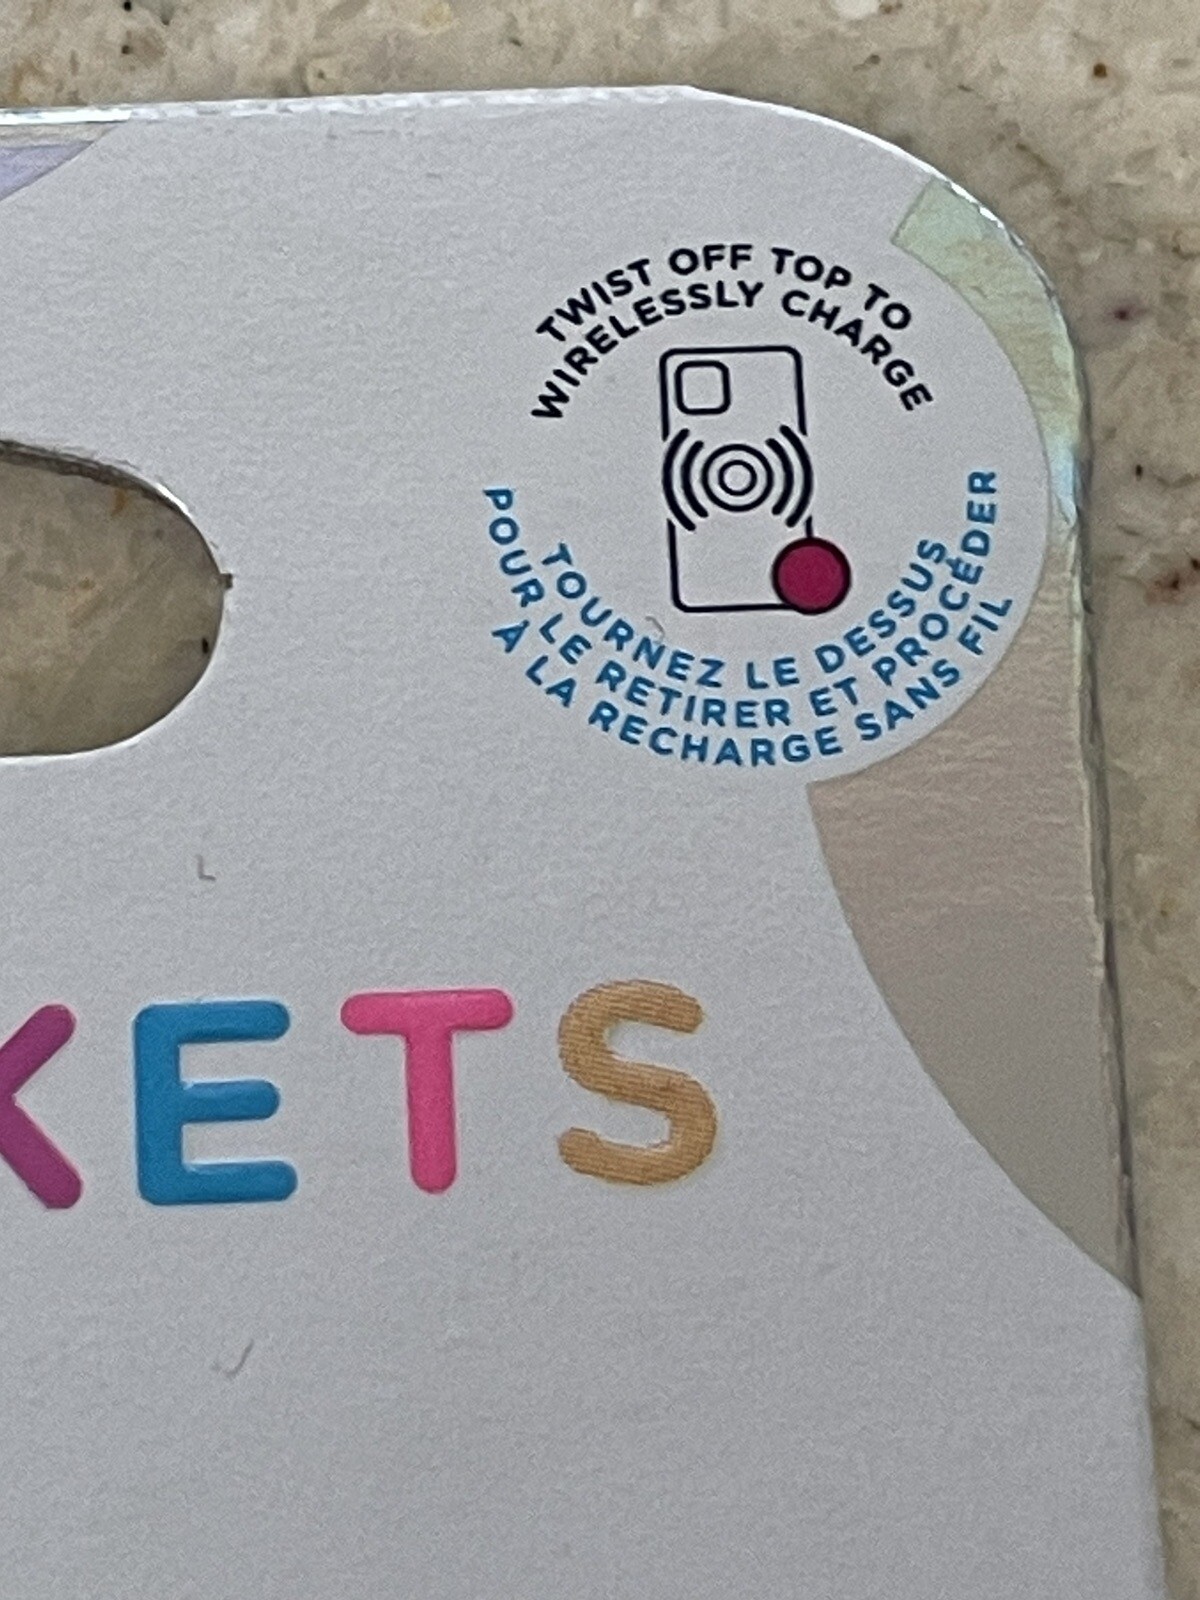 TWIST OFF TOP TO
WIRELESSLY CHARGE
TOURNEZ LE DESSUS
POUR LE RETIRER ET PROCÉDER
À LA RECHARGE SANS FIL
KETS